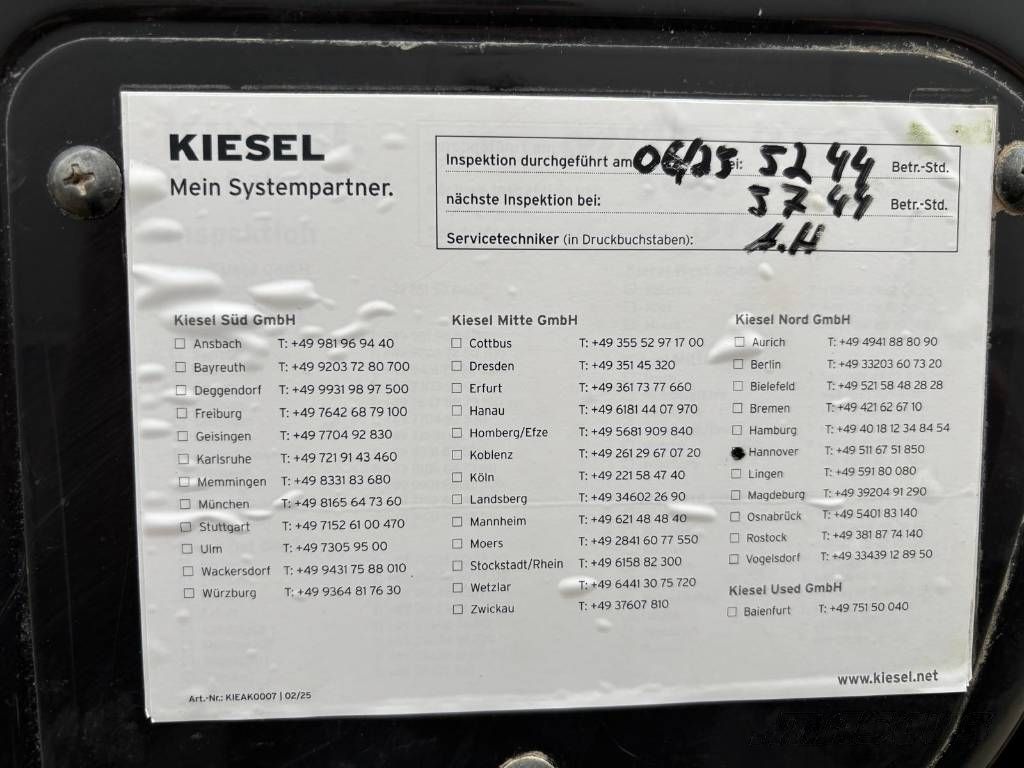 KIESEL
Mein Systempartner.
Inspektion durchgeführt am 06/25 bei: 5244 Betr.-Std.
nächste Inspektion bei: 5744 Betr.-Std.
Servicetechniker (in Druckbuchstaben): A.H
Kiesel Süd GmbH
Ansbach T: +49 981 96 94 40
Bayreuth T: +49 9203 72 80 700
Deggendorf T: +49 9931 98 97 500
Freiburg T: +49 7642 68 79 100
Geisingen T: +49 7704 92 830
Karlsruhe T: +49 721 91 43 460
Memmingen T: +49 8331 83 680
München T: +49 8165 64 73 60
Stuttgart T: +49 7152 61 00 470
Ulm T: +49 7305 95 00
Wackersdorf T: +49 9431 75 88 010
Würzburg T: +49 9364 81 76 30
Kiesel Mitte GmbH
Cottbus T: +49 355 52 97 17 00
Dresden T: +49 351 45 320
Erfurt T: +49 361 73 77 660
Hanau T: +49 6181 44 07 970
Homberg/Efze T: +49 5681 909 840
Koblenz T: +49 261 29 67 07 20
Köln T: +49 221 58 47 40
Landsberg T: +49 34602 26 90
Mannheim T: +49 621 48 48 40
Moers T: +49 2841 60 77 550
Stockstadt/Rhein T: +49 6158 82 300
Wetzlar T: +49 6441 30 75 720
Zwickau T: +49 37607 810
Kiesel Nord GmbH
Aurich T: +49 4941 88 80 90
Berlin T: +49 33203 60 73 20
Bielefeld T: +49 521 58 48 28 28
Bremen T: +49 421 62 67 10
Hamburg T: +49 40 18 12 34 84 54
Hannover T: +49 511 67 51 850
Lingen T: +49 591 80 080
Magdeburg T: +49 39204 91 290
Osnabrück T: +49 5401 83 140
Rostock T: +49 381 87 74 140
Vogelsdorf T: +49 33439 12 89 50
Kiesel Used GmbH
Baienfurt T: +49 751 50 040
www.kiesel.net
Art.-Nr.: KIEAK0007 | 02/25